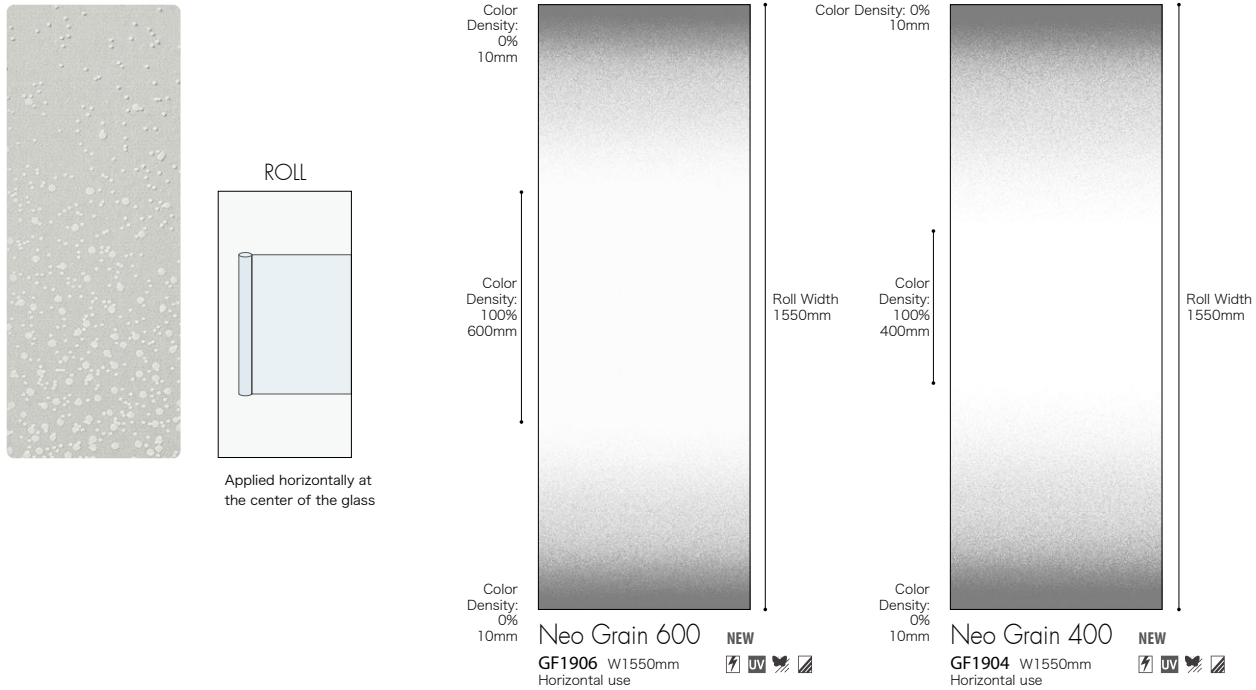 ROLL
Applied horizontally at
the center of the glass
Color
Density:
0%
10mm
Color
Density:
100%
600mm
Color
Density:
0%
10mm
Roll Width
1550mm
Neo Grain 600 NEW
GF1906 W1550mm
UV
Horizontal use
Color Density: 0%
10mm
Color
Density:
100%
400mm
Color
Density:
0%
10mm
Roll Width
1550mm
Neo Grain 400 NEW
GF1904 W1550mm
UV
Horizontal use